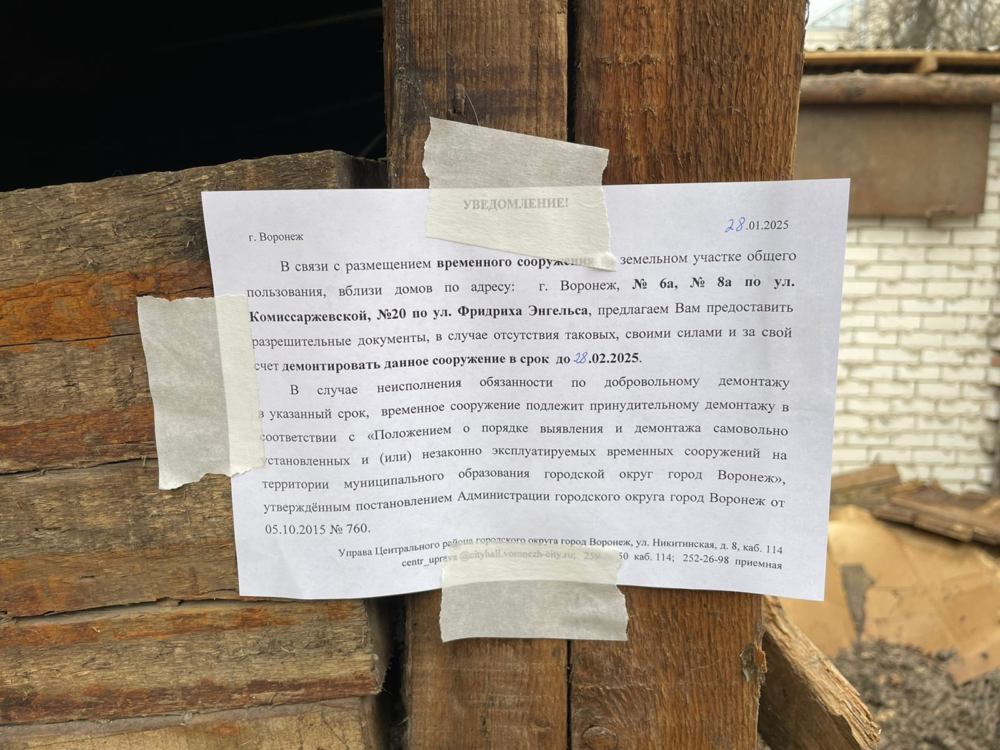 УВЕДОМЛЕНИЕ!
28.01.2025
г. Воронеж
В связи с размещением временного сооружения земельном участке общего
пользования, вблизи домов по адресу: г. Воронеж, № 6а, № 8а по ул.
Комиссаржевской, №20 по ул. Фридриха Энгельса, предлагаем Вам предоставить
разрешительные документы, в случае отсутствия таковых, своими силами и за свой
счет демонтировать данное сооружение в срок до 28.02.2025.
В случае неисполнения обязанности по добровольному демонтажу
в указанный срок, временное сооружение подлежит принудительному демонтажу в
соответствии с «Положением о порядке выявления и демонтажа самовольно
установленных и (или) незаконно эксплуатируемых временных сооружений на
территории муниципального образования городской округ город Воронеж»,
утверждённым постановлением Администрации городского округа город Воронеж от
05.10.2015 № 760.
Управа Центрального района городского округа город Воронеж, ул. Никитинская, д. 8, каб. 114
centr_uprava @cityhall.voronezh-city.ru; 50 каб. 114; 252-26-98 приемная